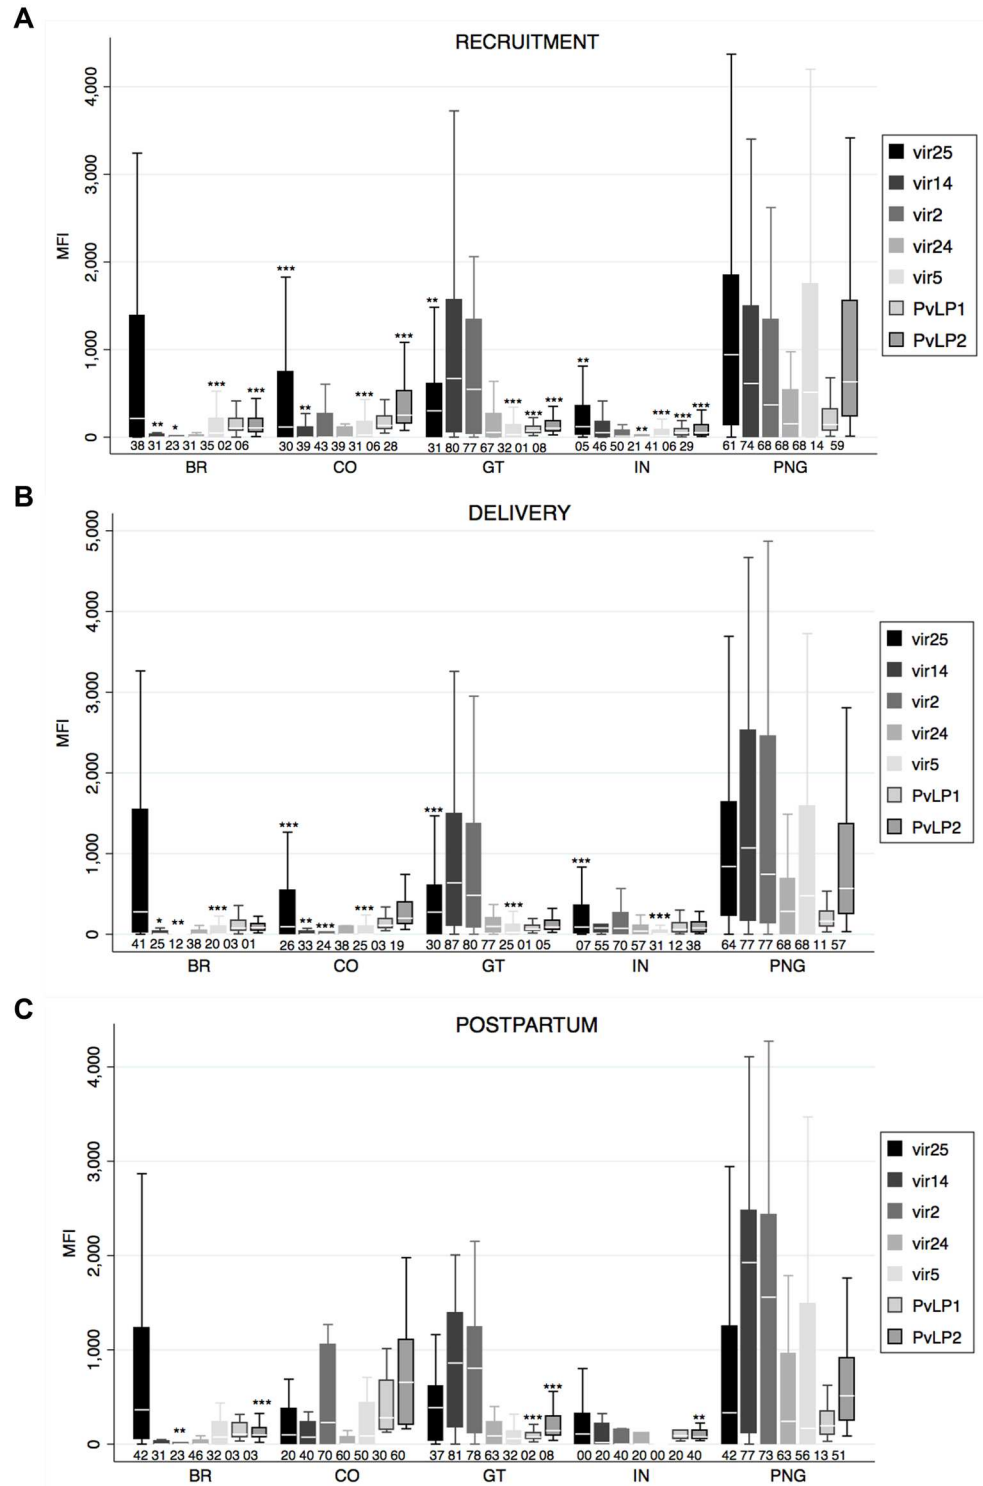 A
RECRUITMENT
4,000
3,000
2,000
1,000
0
MFI
*** ** * *** *** *** ** *** *** ** *** *** *** ** ** *** *** ***
38 31 23 31 35 02 06
30 39 43 39 31 06 28
31 80 77 67 32 01 08
05 46 50 21 41 06 29
61 74 68 68 68 14 59
BR CO GT IN PNG
vir25
vir14
vir2
vir24
vir5
PvLP1
PvLP2
B
DELIVERY
5,000
4,000
3,000
2,000
1,000
0
MFI
* ** *** *** ** *** *** *** *** *** ***
41 25 12 38 20 03 01
26 33 24 38 25 03 19
30 87 80 77 25 01 05
07 55 70 57 31 12 38
64 77 77 68 68 11 57
BR CO GT IN PNG
vir25
vir14
vir2
vir24
vir5
PvLP1
PvLP2
C
POSTPARTUM
4,000
3,000
2,000
1,000
0
MFI
** *** *** *** **
42 31 23 46 32 03 03
20 40 70 60 50 30 60
37 81 78 63 32 02 08
00 20 40 20 00 20 40
42 77 73 63 56 13 51
BR CO GT IN PNG
vir25
vir14
vir2
vir24
vir5
PvLP1
PvLP2